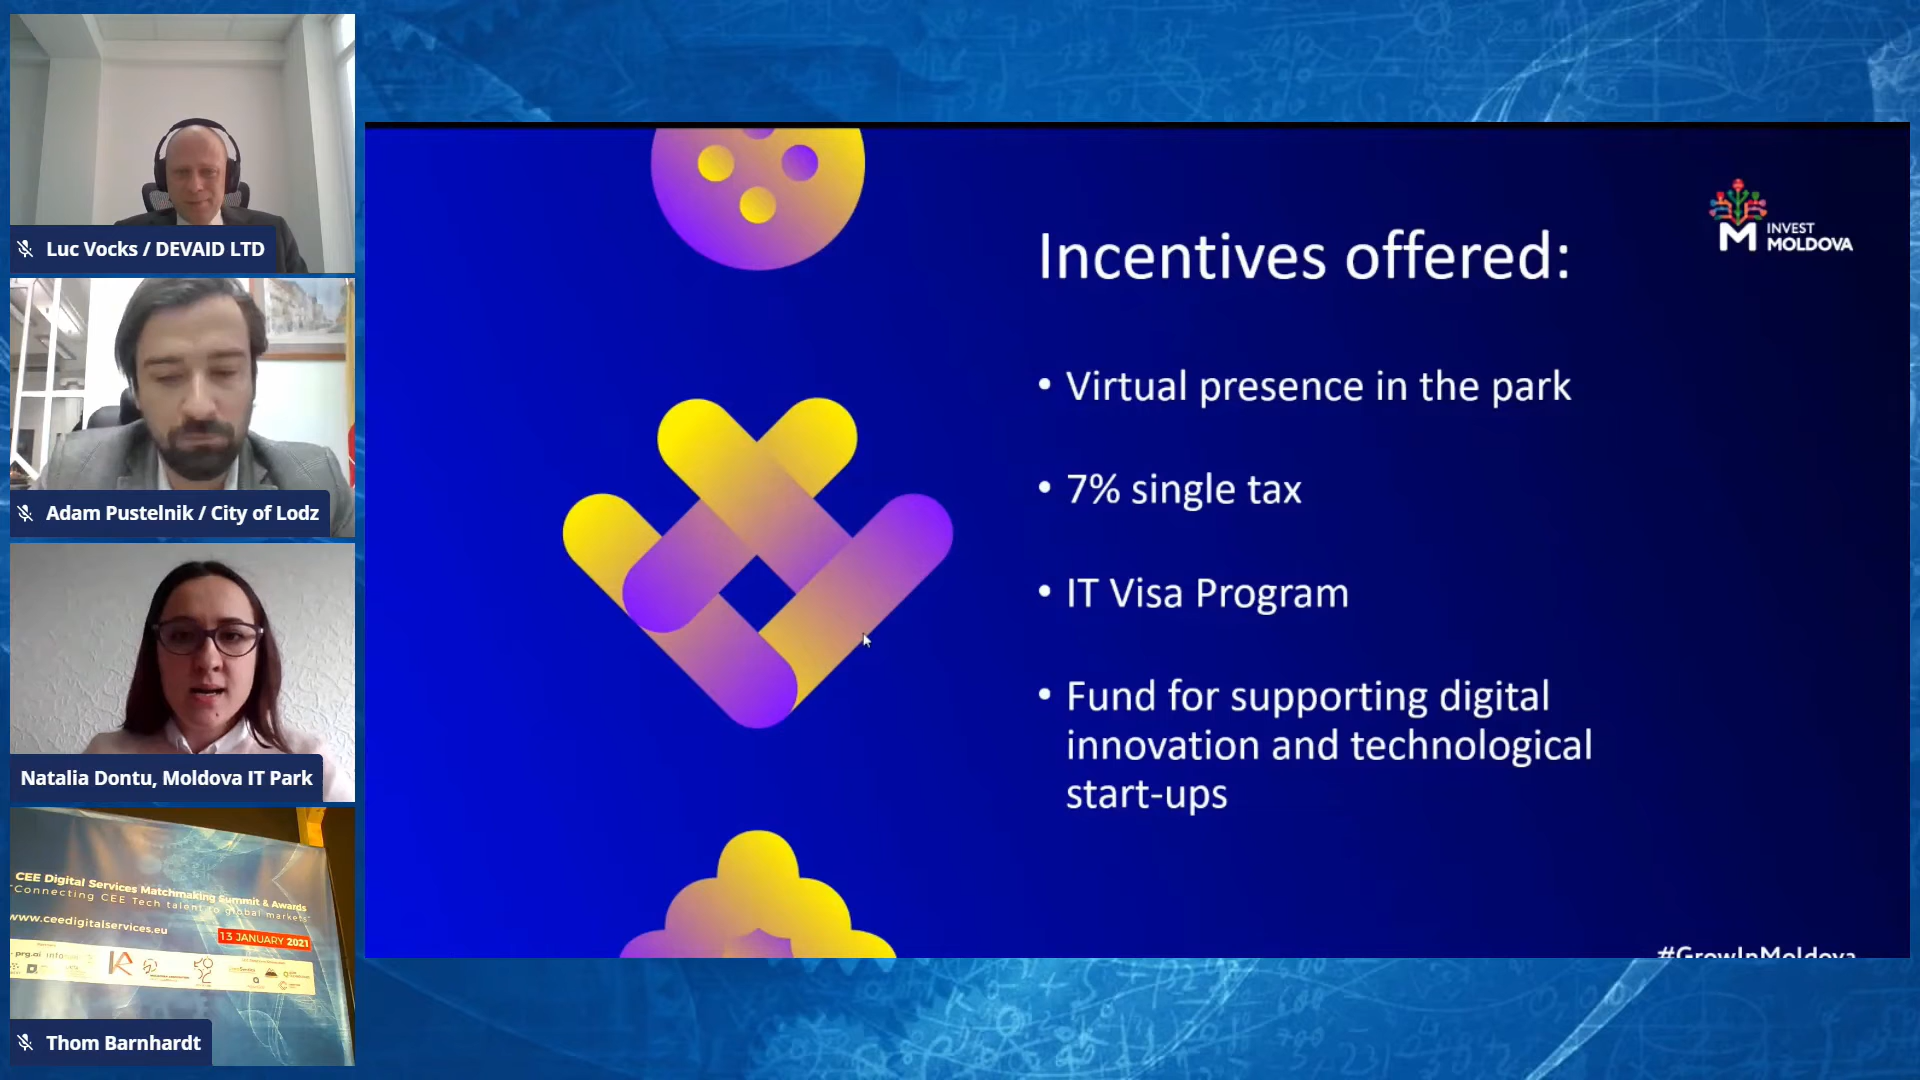 Luc Vocks / DEVAID LTD
Adam Pustelnik / City of Lodz
Natalia Dontu, Moldova IT Park
CEE Digital Services Matchmaking Summit & Awards
"Connecting CEE Tech talent to global markets"
www.ceedigitalservices.eu
13 JANUARY 2021
prg.ai
Thom Barnhardt
INVEST
MOLDOVA
Incentives offered:
• Virtual presence in the park
• 7% single tax
• IT Visa Program
• Fund for supporting digital
innovation and technological
start-ups
#GrowInMoldova